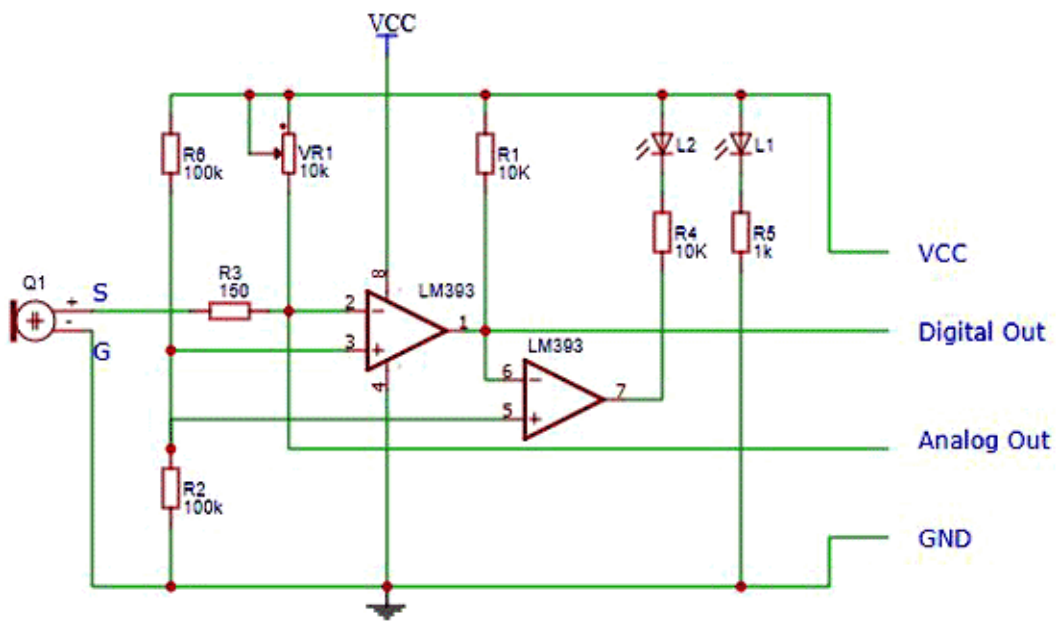 VCC
R6
100k
VR1
10k
R1
10K
L2
L1
R4
10K
R5
1k
VCC
Q1
+
-
S
G
R3
150
8
LM393
2
-
3
+
1
4
Digital Out
LM393
6
-
5
+
7
Analog Out
R2
100k
GND